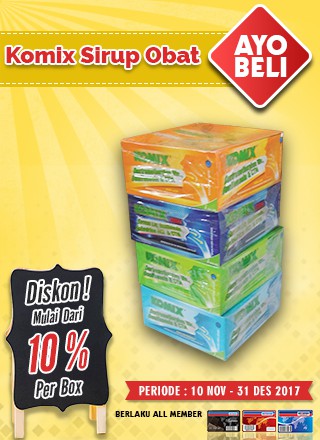 Komix Sirup Obat
AYO
BELI
KOMIX
KOMIX
KOMIX
KOMIX
Diskon !
Mulai Dari
10 %
Per Box
PERIODE : 10 NOV - 31 DES 2017
BERLAKU ALL MEMBER